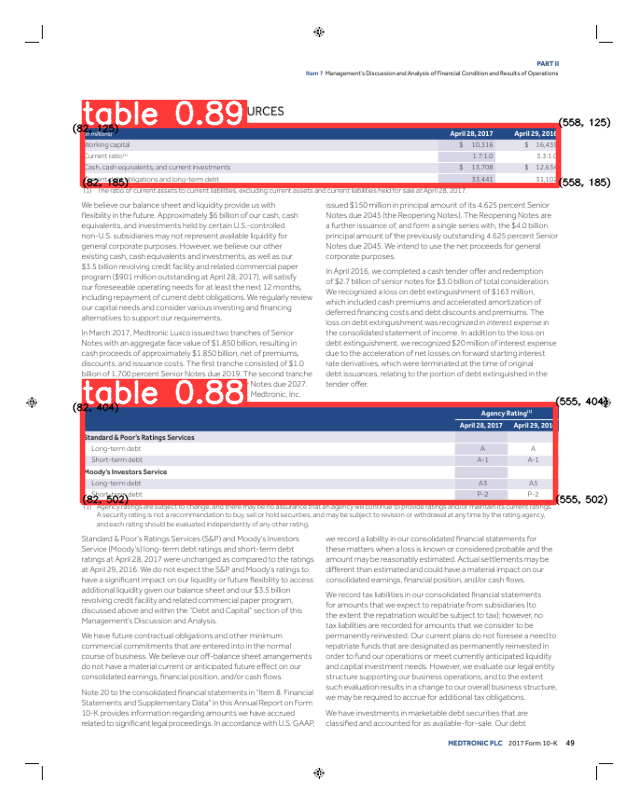 PART II
Item 7 Management's Discussion and Analysis of Financial Condition and Results of Operations
table 0.89
URCES
(82, 125)
(558, 125)
April 28, 2017 April 29, 2016
Working capital $ 10,316 $ 16,435
Current ratio(1) 1.7:1.0 3.3:1.0
Cash, cash equivalents, and current investments $ 13,708 $ 12,634
obligations and long-term debt 33,441 31,102
(82, 185)
(558, 185)
(1) The ratio of current assets to current liabilities, excluding current assets and current liabilities held for sale at April 28, 2017.
We believe our balance sheet and liquidity provide us with
flexibility in the future. Approximately $6 billion of our cash, cash
equivalents, and investments held by certain U.S.-controlled
non-U.S. subsidiaries may not represent available liquidity for
general corporate purposes. However, we believe our other
existing cash, cash equivalents and investments, as well as our
$3.5 billion revolving credit facility and related commercial paper
program ($901 million outstanding at April 28, 2017), will satisfy
our foreseeable operating needs for at least the next 12 months,
including repayment of current debt obligations. We regularly review
our capital needs and consider various investing and financing
alternatives to support our requirements.
In March 2017, Medtronic Luxco issued two tranches of Senior
Notes with an aggregate face value of $1.850 billion, resulting in
cash proceeds of approximately $1.850 billion, net of premiums,
discounts, and issuance costs. The first tranche consisted of $1.0
billion of 1.700 percent Senior Notes due 2019. The second tranche
Notes due 2027.
Medtronic, Inc.
issued $150 million in principal amount of its 4.625 percent Senior
Notes due 2045 (the Reopening Notes). The Reopening Notes are
a further issuance of, and form a single series with, the $4.0 billion
principal amount of the previously outstanding 4.625 percent Senior
Notes due 2045. We intend to use the net proceeds for general
corporate purposes.
In April 2016, we completed a cash tender offer and redemption
of $2.7 billion of senior notes for $3.0 billion of total consideration.
We recognized a loss on debt extinguishment of $163 million,
which included cash premiums and accelerated amortization of
deferred financing costs and debt discounts and premiums. The
loss on debt extinguishment was recognized in interest expense in
the consolidated statement of income. In addition to the loss on
debt extinguishment, we recognized $20 million of interest expense
due to the acceleration of net losses on forward starting interest
rate derivatives, which were terminated at the time of original
debt issuances, relating to the portion of debt extinguished in the
tender offer.
table 0.88
(82, 404)
(555, 404)
Agency Rating(1)
April 28, 2017 April 29, 201
Standard & Poor's Ratings Services
Long-term debt A A
Short-term debt A-1 A-1
Moody's Investors Service
Long-term debt A3 A3
Short-term debt P-2 P-2
(82, 502)
(555, 502)
(1) Agency ratings are subject to change, and there may be no assurance that an agency will continue to provide ratings and/or maintain its current ratings.
A security rating is not a recommendation to buy, sell or hold securities, and may be subject to revision or withdrawal at any time by the rating agency,
and each rating should be evaluated independently of any other rating.
Standard & Poor's Ratings Services (S&P) and Moody's Investors
Service (Moody's) long-term debt ratings and short-term debt
ratings at April 28, 2017 were unchanged as compared to the ratings
at April 29, 2016. We do not expect the S&P and Moody's ratings to
have a significant impact on our liquidity or future flexibility to access
additional liquidity given our balance sheet and our $3.5 billion
revolving credit facility and related commercial paper program,
discussed above and within the "Debt and Capital" section of this
Management's Discussion and Analysis.
We have future contractual obligations and other minimum
commercial commitments that are entered into in the normal
course of business. We believe our off-balance sheet arrangements
do not have a material current or anticipated future effect on our
consolidated earnings, financial position, and/or cash flows.
Note 20 to the consolidated financial statements in "Item 8. Financial
Statements and Supplementary Data" in this Annual Report on Form
10-K provides information regarding amounts we have accrued
related to significant legal proceedings. In accordance with U.S. GAAP,
we record a liability in our consolidated financial statements for
these matters when a loss is known or considered probable and the
amount may be reasonably estimated. Actual settlements may be
different than estimated and could have a material impact on our
consolidated earnings, financial position, and/or cash flows.
We record tax liabilities in our consolidated financial statements
for amounts that we expect to repatriate from subsidiaries (to
the extent the repatriation would be subject to tax); however, no
tax liabilities are recorded for amounts that we consider to be
permanently reinvested. Our current plans do not foresee a need to
repatriate funds that are designated as permanently reinvested in
order to fund our operations or meet currently anticipated liquidity
and capital investment needs. However, we evaluate our legal entity
structure supporting our business operations, and to the extent
such evaluation results in a change to our overall business structure,
we may be required to accrue for additional tax obligations.
We have investments in marketable debt securities that are
classified and accounted for as available-for-sale. Our debt
MEDTRONIC PLC 2017 Form 10-K 49